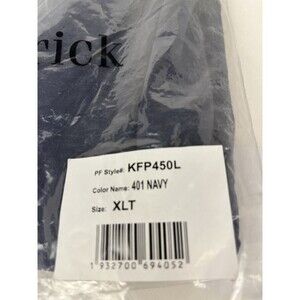 rick
PF Style#: KFP450L
Color Name: 401 NAVY
Size: XLT
1 932700 694052